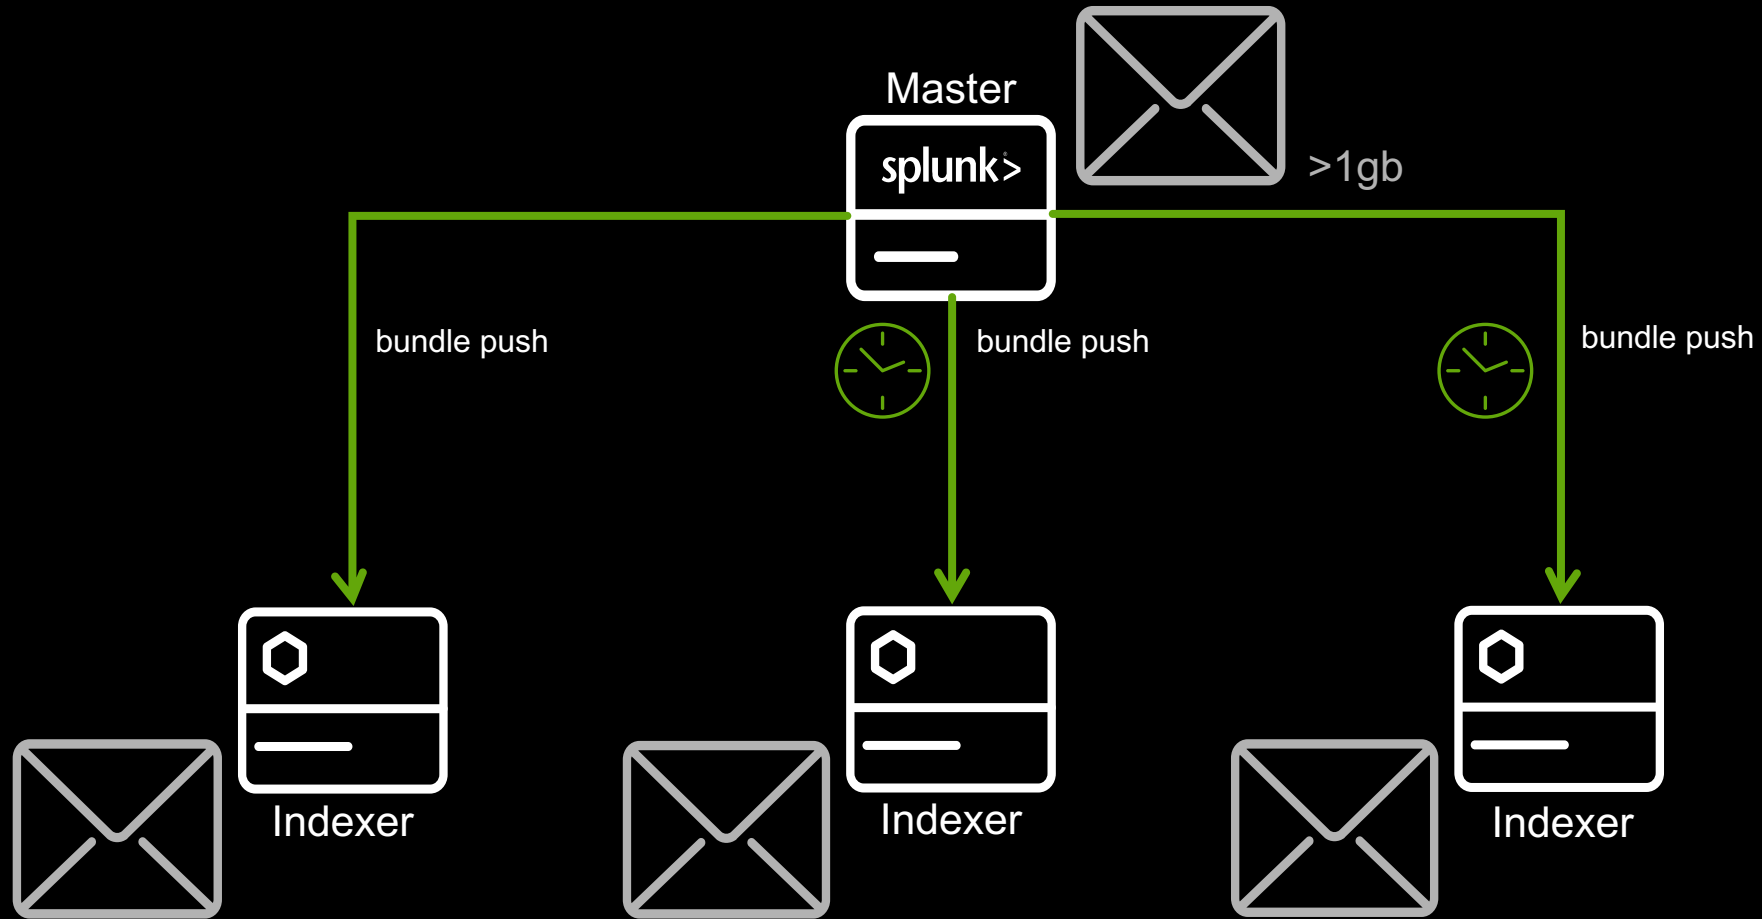 Master
splunk>
>1gb
bundle push
bundle push
bundle push
Indexer
Indexer
Indexer